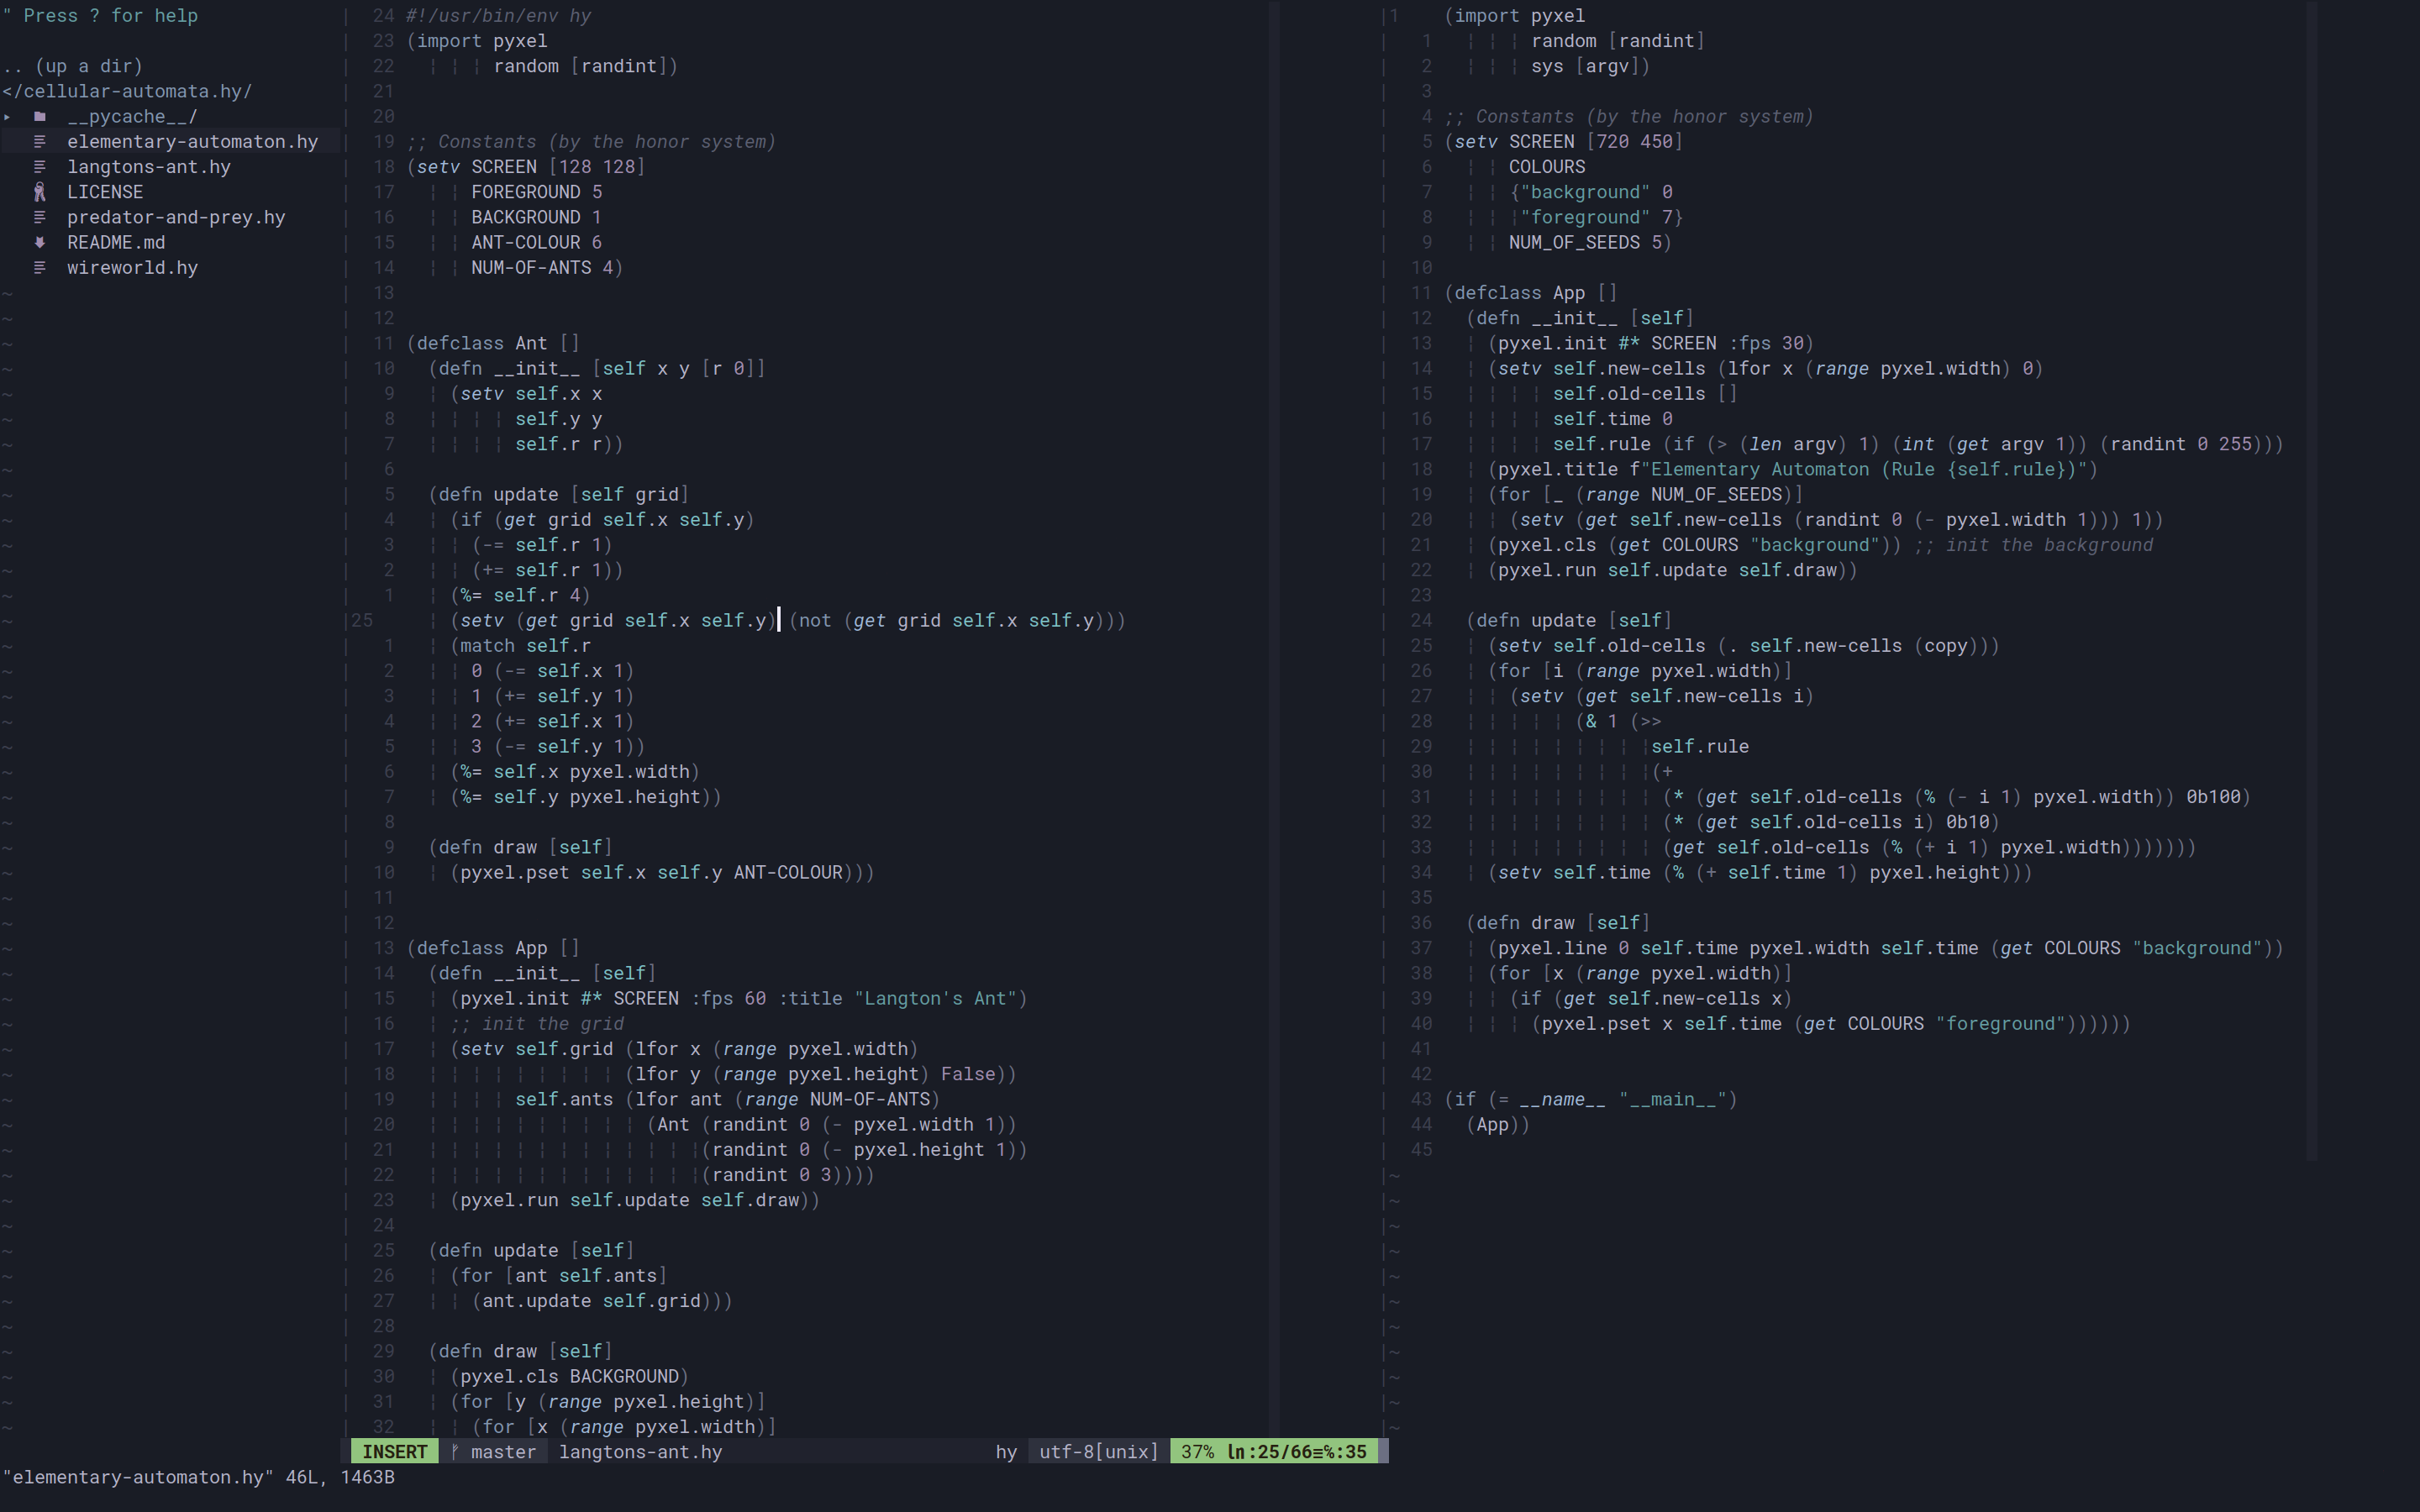 " Press ? for help
.. (up a dir)
</cellular-automata.hy/
▸ __pycache__/
elementary-automaton.hy
langtons-ant.hy
LICENSE
predator-and-prey.hy
README.md
wireworld.hy
24 #!/usr/bin/env hy
23 (import pyxel
22 random [randint])
21
20
19 ;; Constants (by the honor system)
18 (setv SCREEN [128 128]
17 FOREGROUND 5
16 BACKGROUND 1
15 ANT-COLOUR 6
14 NUM-OF-ANTS 4)
13
12
11 (defclass Ant []
10 (defn __init__ [self x y [r 0]]
9 (setv self.x x
8 self.y y
7 self.r r))
6
5 (defn update [self grid]
4 (if (get grid self.x self.y)
3 (-= self.r 1)
2 (+= self.r 1))
1 (%= self.r 4)
25 (setv (get grid self.x self.y) (not (get grid self.x self.y)))
1 (match self.r
2 0 (-= self.x 1)
3 1 (+= self.y 1)
4 2 (+= self.x 1)
5 3 (-= self.y 1))
6 (%= self.x pyxel.width)
7 (%= self.y pyxel.height))
8
9 (defn draw [self]
10 (pyxel.pset self.x self.y ANT-COLOUR)))
11
12
13 (defclass App []
14 (defn __init__ [self]
15 (pyxel.init #* SCREEN :fps 60 :title "Langton's Ant")
16 ;; init the grid
17 (setv self.grid (lfor x (range pyxel.width)
18 (lfor y (range pyxel.height) False))
19 self.ants (lfor ant (range NUM-OF-ANTS)
20 (Ant (randint 0 (- pyxel.width 1))
21 (randint 0 (- pyxel.height 1))
22 (randint 0 3))))
23 (pyxel.run self.update self.draw))
24
25 (defn update [self]
26 (for [ant self.ants]
27 (ant.update self.grid)))
28
29 (defn draw [self]
30 (pyxel.cls BACKGROUND)
31 (for [y (range pyxel.height)]
32 (for [x (range pyxel.width)]
1 (import pyxel
1 random [randint]
2 sys [argv])
3
4 ;; Constants (by the honor system)
5 (setv SCREEN [720 450]
6 COLOURS
7 {"background" 0
8 "foreground" 7}
9 NUM_OF_SEEDS 5)
10
11 (defclass App []
12 (defn __init__ [self]
13 (pyxel.init #* SCREEN :fps 30)
14 (setv self.new-cells (lfor x (range pyxel.width) 0)
15 self.old-cells []
16 self.time 0
17 self.rule (if (> (len argv) 1) (int (get argv 1)) (randint 0 255)))
18 (pyxel.title f"Elementary Automaton (Rule {self.rule})")
19 (for [_ (range NUM_OF_SEEDS)]
20 (setv (get self.new-cells (randint 0 (- pyxel.width 1))) 1))
21 (pyxel.cls (get COLOURS "background")) ;; init the background
22 (pyxel.run self.update self.draw))
23
24 (defn update [self]
25 (setv self.old-cells (. self.new-cells (copy)))
26 (for [i (range pyxel.width)]
27 (setv (get self.new-cells i)
28 (& 1 (>>
29 self.rule
30 (+
31 (* (get self.old-cells (% (- i 1) pyxel.width)) 0b100)
32 (* (get self.old-cells i) 0b10)
33 (get self.old-cells (% (+ i 1) pyxel.width)))))))
34 (setv self.time (% (+ self.time 1) pyxel.height)))
35
36 (defn draw [self]
37 (pyxel.line 0 self.time pyxel.width self.time (get COLOURS "background"))
38 (for [x (range pyxel.width)]
39 (if (get self.new-cells x)
40 (pyxel.pset x self.time (get COLOURS "foreground"))))))
41
42
43 (if (= __name__ "__main__")
44 (App))
45
INSERT ᚠ master langtons-ant.hy hy utf-8[unix] 37% ln:25/66≡℅:35
"elementary-automaton.hy" 46L, 1463B